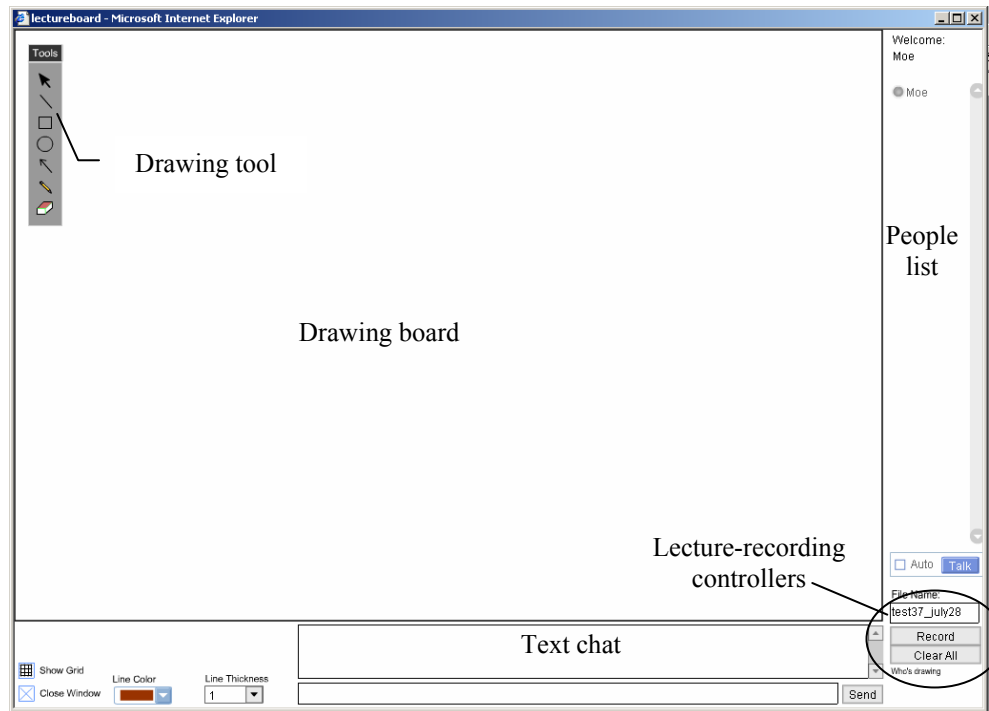 lectureboard - Microsoft Internet Explorer
Welcome:
Moe
Tools
Moe
Drawing tool
People
list
Drawing board
Lecture-recording
controllers
Auto Talk
File Name:
test37_july28
Record
Clear All
Who's drawing
Text chat
Show Grid
Line Color
Line Thickness
Close Window
1
Send